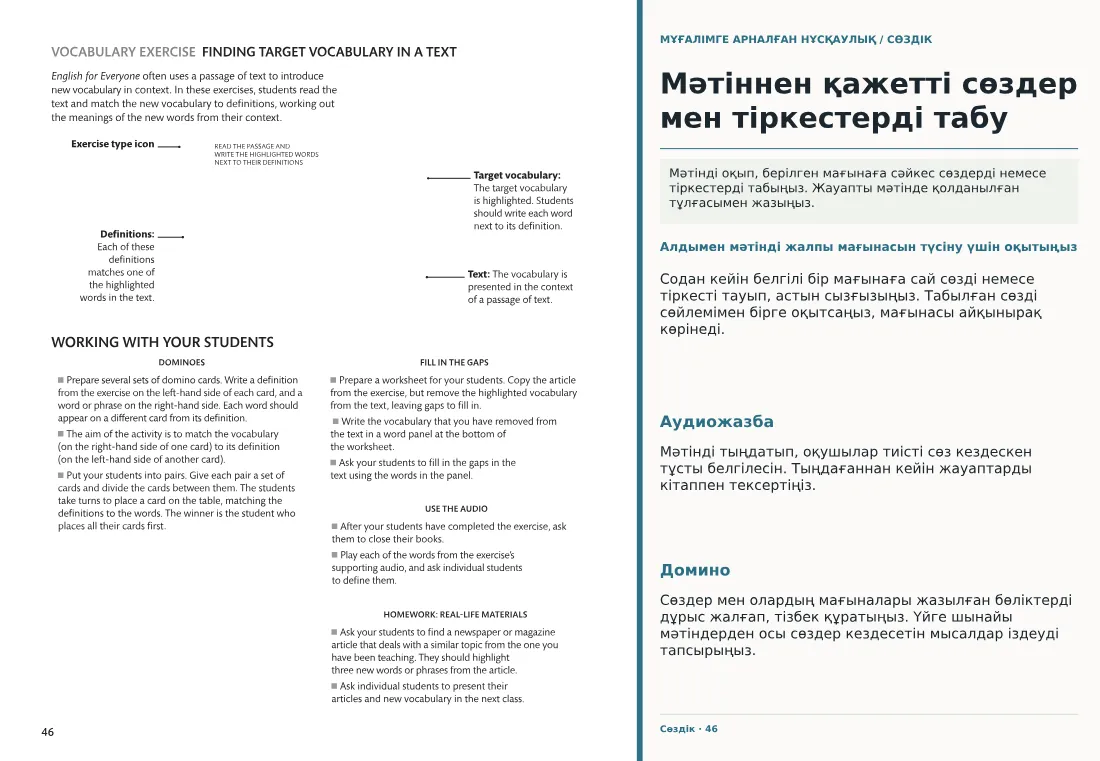 VOCABULARY EXERCISE FINDING TARGET VOCABULARY IN A TEXT
English for Everyone often uses a passage of text to introduce
new vocabulary in context. In these exercises, students read the
text and match the new vocabulary to definitions, working out
the meanings of the new words from their context.
Exercise type icon
READ THE PASSAGE AND
WRITE THE HIGHLIGHTED WORDS
NEXT TO THEIR DEFINITIONS
Target vocabulary:
The target vocabulary
is highlighted. Students
should write each word
next to its definition.
Definitions:
Each of these
definitions
matches one of
the highlighted
words in the text.
Text: The vocabulary is
presented in the context
of a passage of text.
WORKING WITH YOUR STUDENTS
DOMINOES
■ Prepare several sets of domino cards. Write a definition
from the exercise on the left-hand side of each card, and a
word or phrase on the right-hand side. Each word should
appear on a different card from its definition.
■ The aim of the activity is to match the vocabulary
(on the right-hand side of one card) to its definition
(on the left-hand side of another card).
■ Put your students into pairs. Give each pair a set of
cards and divide the cards between them. The students
take turns to place a card on the table, matching the
definitions to the words. The winner is the student who
places all their cards first.
FILL IN THE GAPS
■ Prepare a worksheet for your students. Copy the article
from the exercise, but remove the highlighted vocabulary
from the text, leaving gaps to fill in.
■ Write the vocabulary that you have removed from
the text in a word panel at the bottom of
the worksheet.
■ Ask your students to fill in the gaps in the
text using the words in the panel.
USE THE AUDIO
■ After your students have completed the exercise, ask
them to close their books.
■ Play each of the words from the exercise's
supporting audio, and ask individual students
to define them.
HOMEWORK: REAL-LIFE MATERIALS
■ Ask your students to find a newspaper or magazine
article that deals with a similar topic from the one you
have been teaching. They should highlight
three new words or phrases from the article.
■ Ask individual students to present their
articles and new vocabulary in the next class.
46
МҰҒАЛІМГЕ АРНАЛҒАН НҰСҚАУЛЫҚ / СӨЗДІК
Мәтіннен қажетті сөздер
мен тіркестерді табу
Мәтінді оқып, берілген мағынаға сәйкес сөздерді немесе
тіркестерді табыңыз. Жауапты мәтінде қолданылған
тұлғасымен жазыңыз.
Алдымен мәтінді жалпы мағынасын түсіну үшін оқытыңыз
Содан кейін белгілі бір мағынаға сай сөзді немесе
тіркесті тауып, астын сызғызыңыз. Табылған сөзді
сөйлемімен бірге оқытсаңыз, мағынасы айқынырақ
көрінеді.
Аудиожазба
Мәтінді тыңдатып, оқушылар тиісті сөз кездескен
тұсты белгілесін. Тыңдағаннан кейін жауаптарды
кітаппен тексертіңіз.
Домино
Сөздер мен олардың мағыналары жазылған бөліктерді
дұрыс жалғап, тізбек құратыңыз. Үйге шынайы
мәтіндерден осы сөздер кездесетін мысалдар іздеуді
тапсырыңыз.
Сөздік · 46